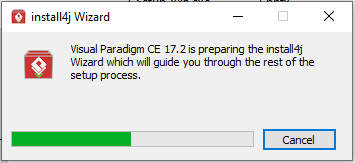 install4j Wizard
Visual Paradigm CE 17.2 is preparing the install4j
Wizard which will guide you through the rest of the
setup process.
Cancel